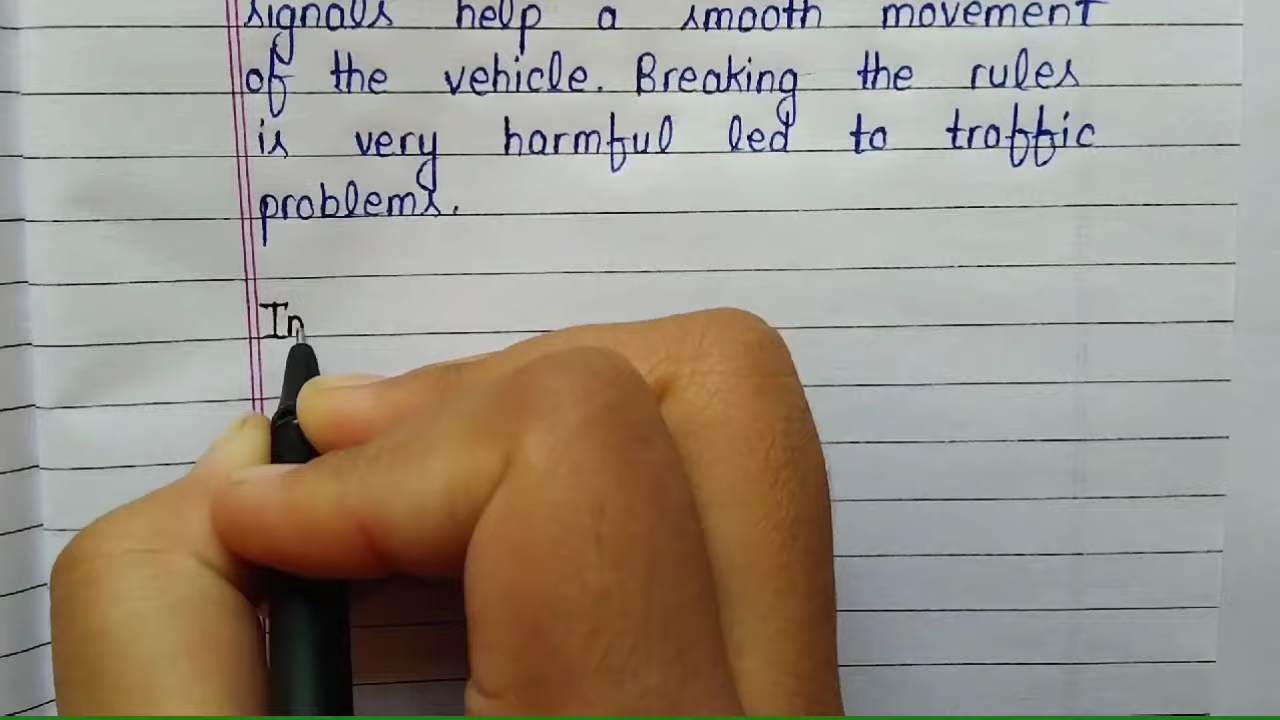 signals help a smooth movement
of the vehicle. Breaking the rules
is very harmful led to traffic
problems.
In